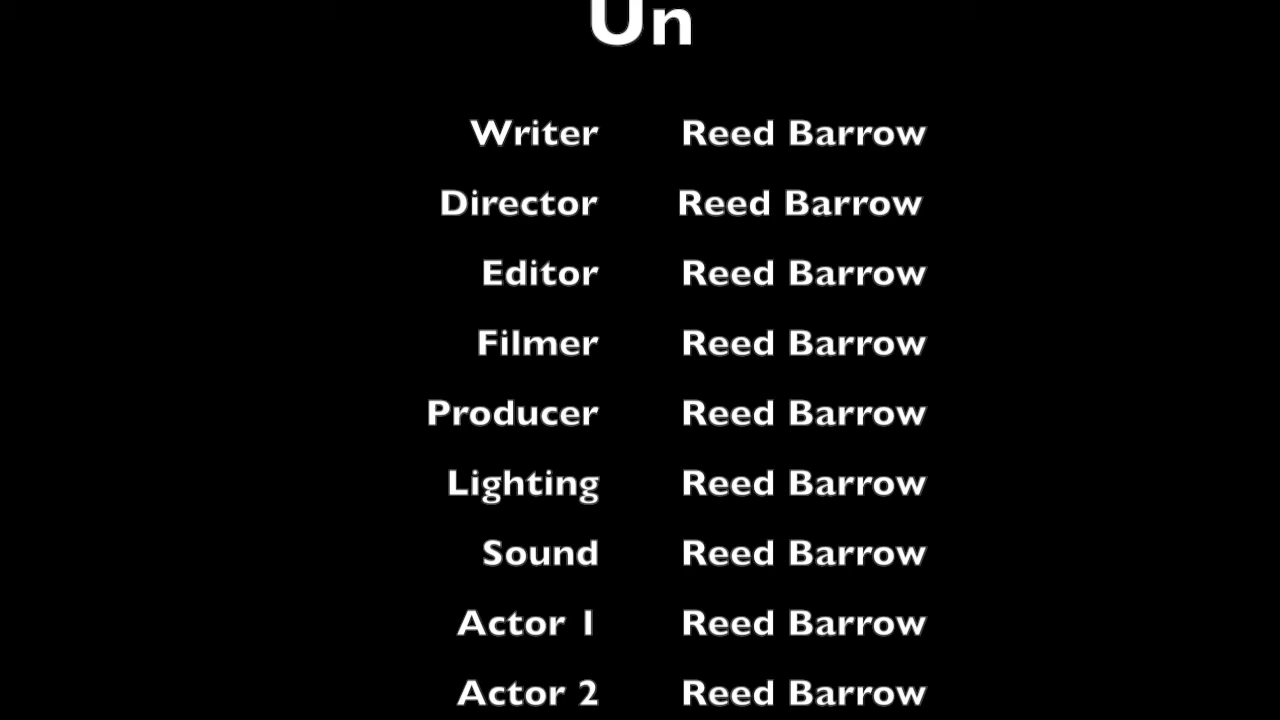 Un
Writer Reed Barrow
Director Reed Barrow
Editor Reed Barrow
Filmer Reed Barrow
Producer Reed Barrow
Lighting Reed Barrow
Sound Reed Barrow
Actor 1 Reed Barrow
Actor 2 Reed Barrow